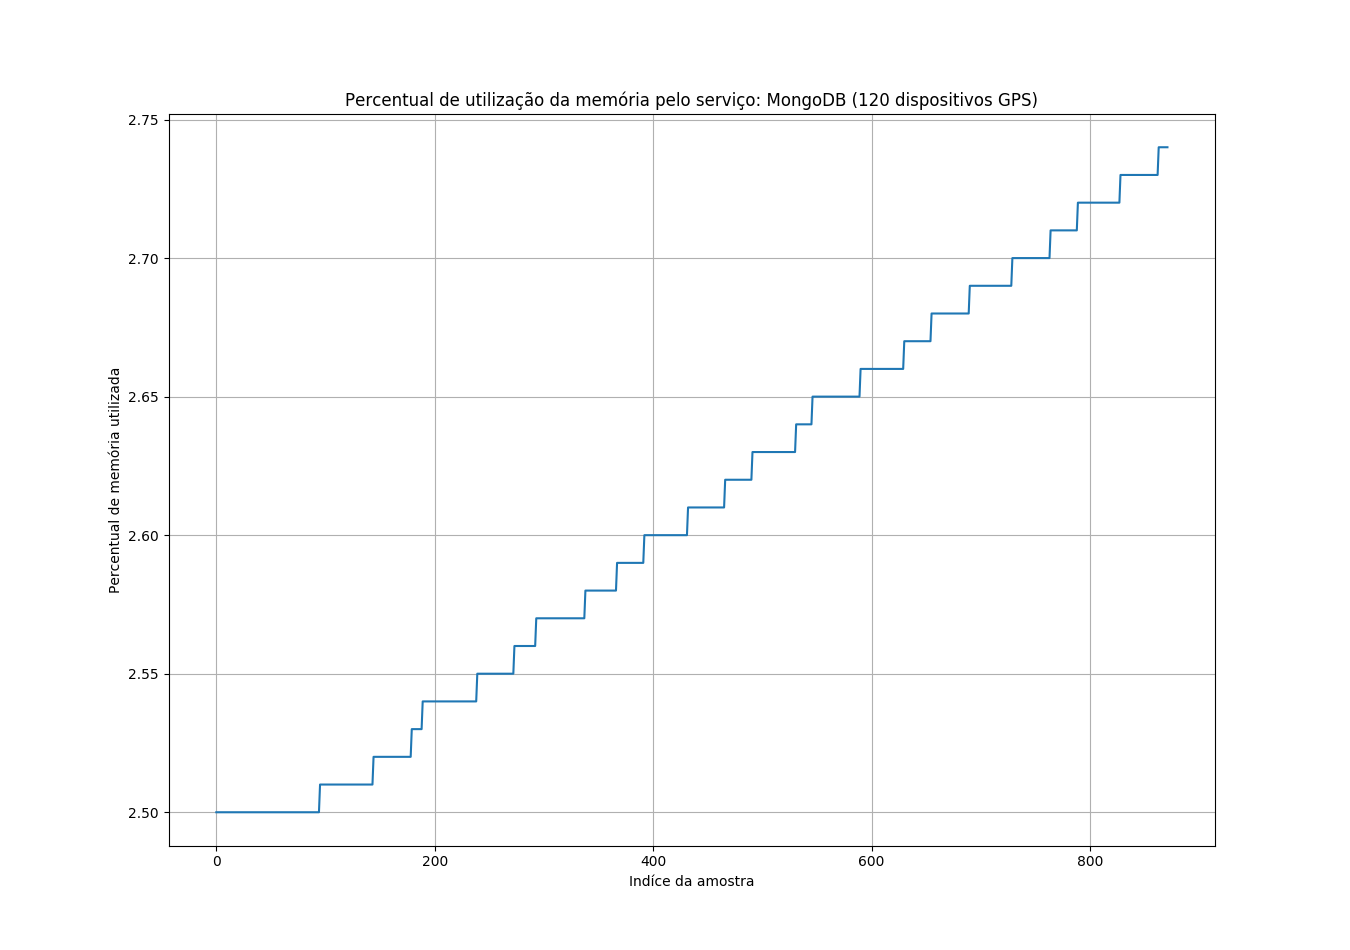 Percentual de utilização da memória pelo serviço: MongoDB (120 dispositivos GPS)
2.75
2.70
2.65
2.60
2.55
2.50
Percentual de memória utilizada
0 200 400 600 800
Indíce da amostra